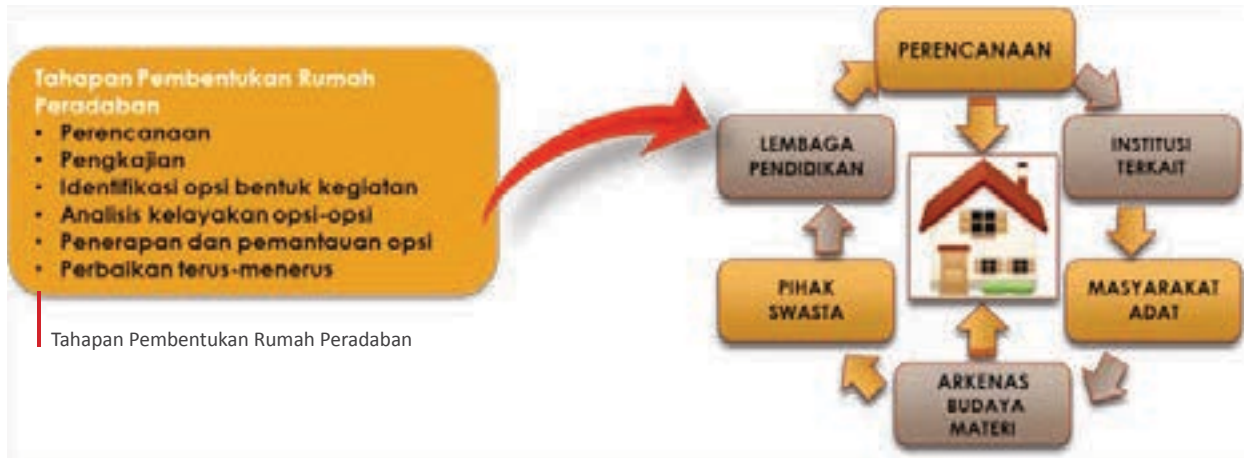 Tahapan Pembentukan Rumah
Peradaban
• Perencanaan
• Pengkajian
• Identifikasi opsi bentuk kegiatan
• Analisis kelayakan opsi-opsi
• Penerapan dan pemantauan opsi
• Perbaikan terus-menerus
Tahapan Pembentukan Rumah Peradaban
PERENCANAAN
INSTITUSI
TERKAIT
MASYARAKAT
ADAT
ARKENAS
BUDAYA
MATERI
PIHAK
SWASTA
LEMBAGA
PENDIDIKAN